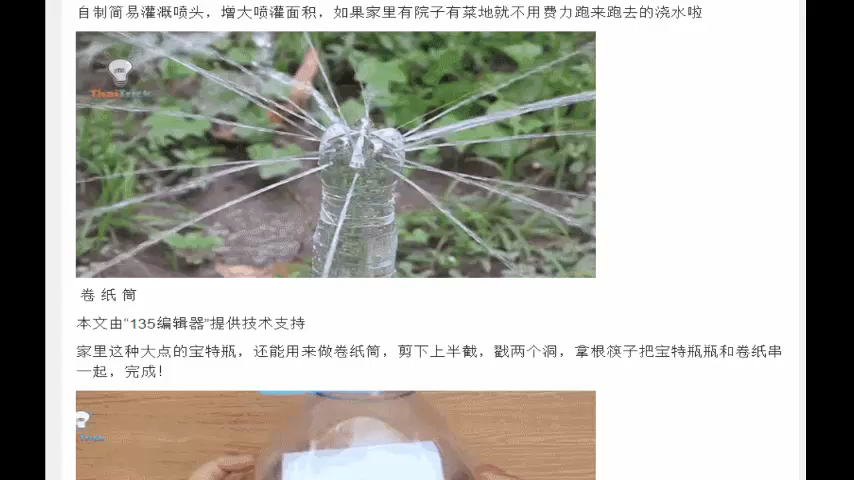 自制简易灌溉喷头，增大喷灌面积，如果家里有院子有菜地就不用费力跑来跑去的浇水啦
ThaiTrick
卷 纸 筒
本文由“135编辑器”提供技术支持
家里这种大点的宝特瓶，还能用来做卷纸筒，剪下上半截，戳两个洞，拿根筷子把宝特瓶瓶和卷纸串
一起，完成！
Trick